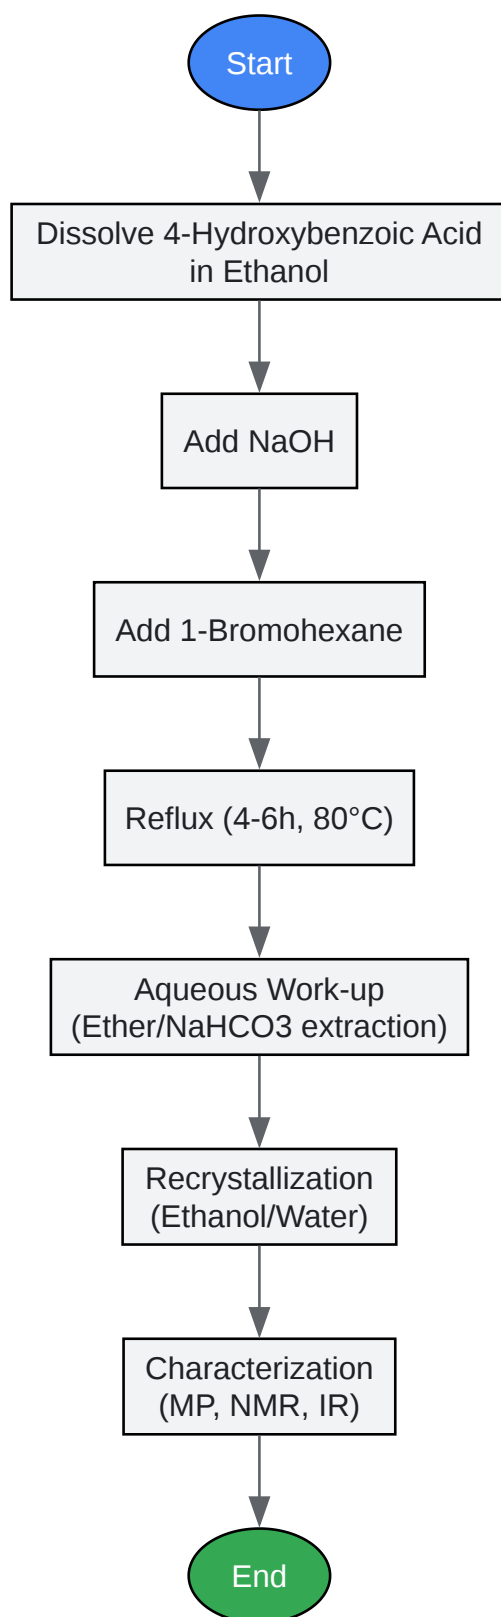 Start
Dissolve 4-Hydroxybenzoic Acid
in Ethanol
Add NaOH
Add 1-Bromohexane
Reflux (4-6h, 80°C)
Aqueous Work-up
(Ether/NaHCO3 extraction)
Recrystallization
(Ethanol/Water)
Characterization
(MP, NMR, IR)
End